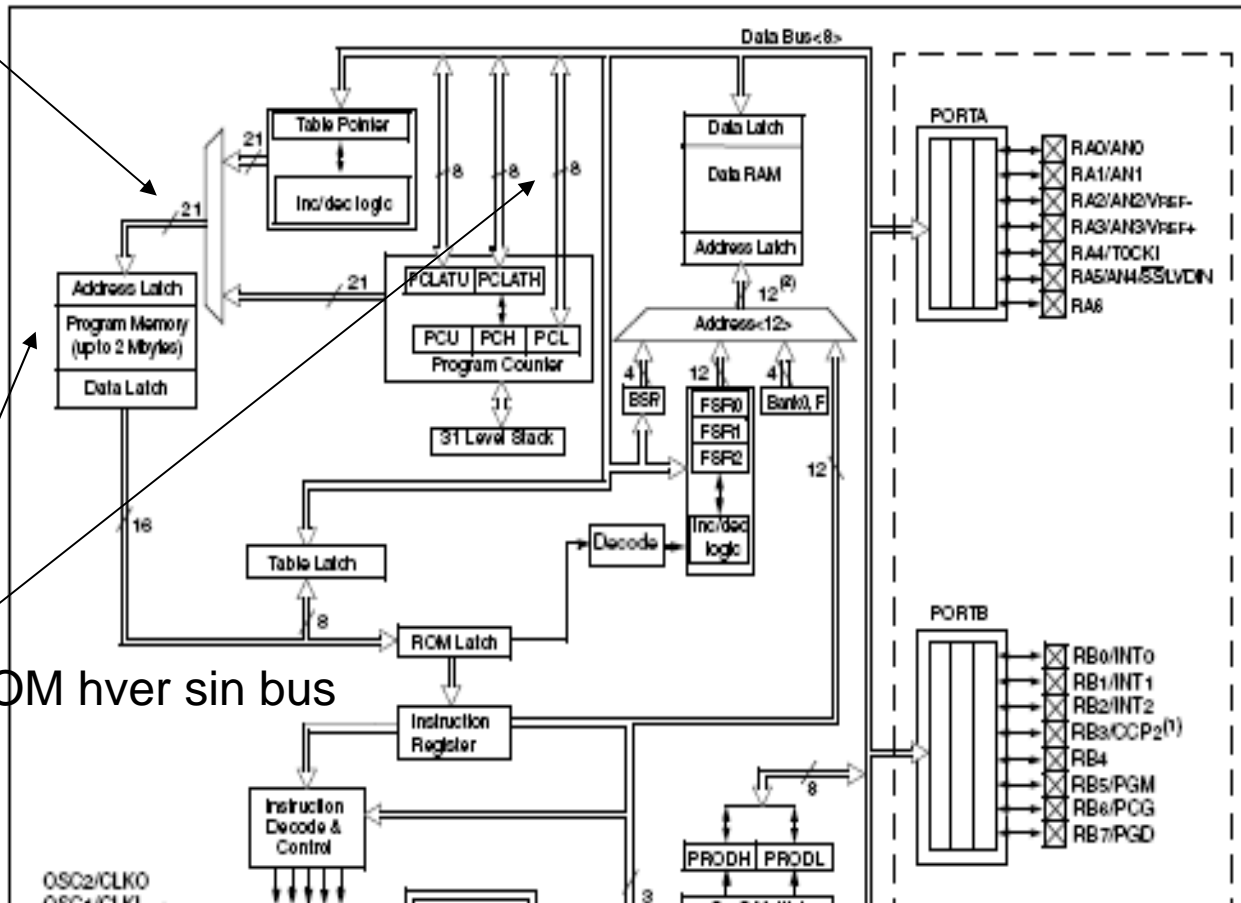 Data Bus<8>
Table Pointer
21
Inc/dec logic
21
8
8
8
Data Latch
Data RAM
Address Latch
PORTA
RA0/AN0
RA1/AN1
RA2/AN2/VREF-
RA3/AN3/VREF+
RA4/T0CKI
RA5/AN4/SS/LVDIN
RA6
Address Latch
Program Memory
(up to 2 Mbytes)
Data Latch
21
PCLATU PCLATH
PCU PCH PCL
Program Counter
31 Level Stack
12(2)
Address<12>
4
12
4
BSR
FSR0
FSR1
FSR2
Bank0, F
12
Inc/dec
logic
Decode
16
Table Latch
8
ROM Latch
OM hver sin bus
Instruction
Register
PORTB
RB0/INT0
RB1/INT1
RB2/INT2
RB3/CCP2(1)
RB4
RB5/PGM
RB6/PCG
RB7/PGD
8
Instruction
Decode &
Control
PRODH PRODL
3
OSC2/CLKO
OSC1/CLKI